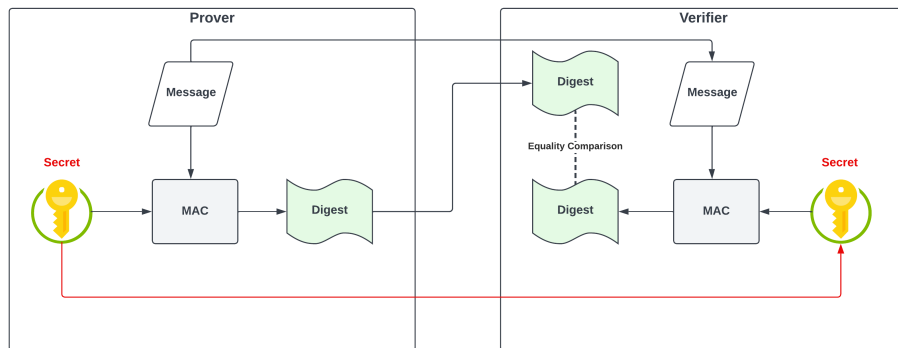 Prover
Verifier
Message
Digest
Message
Equality Comparison
Secret
Secret
MAC
Digest
Digest
MAC